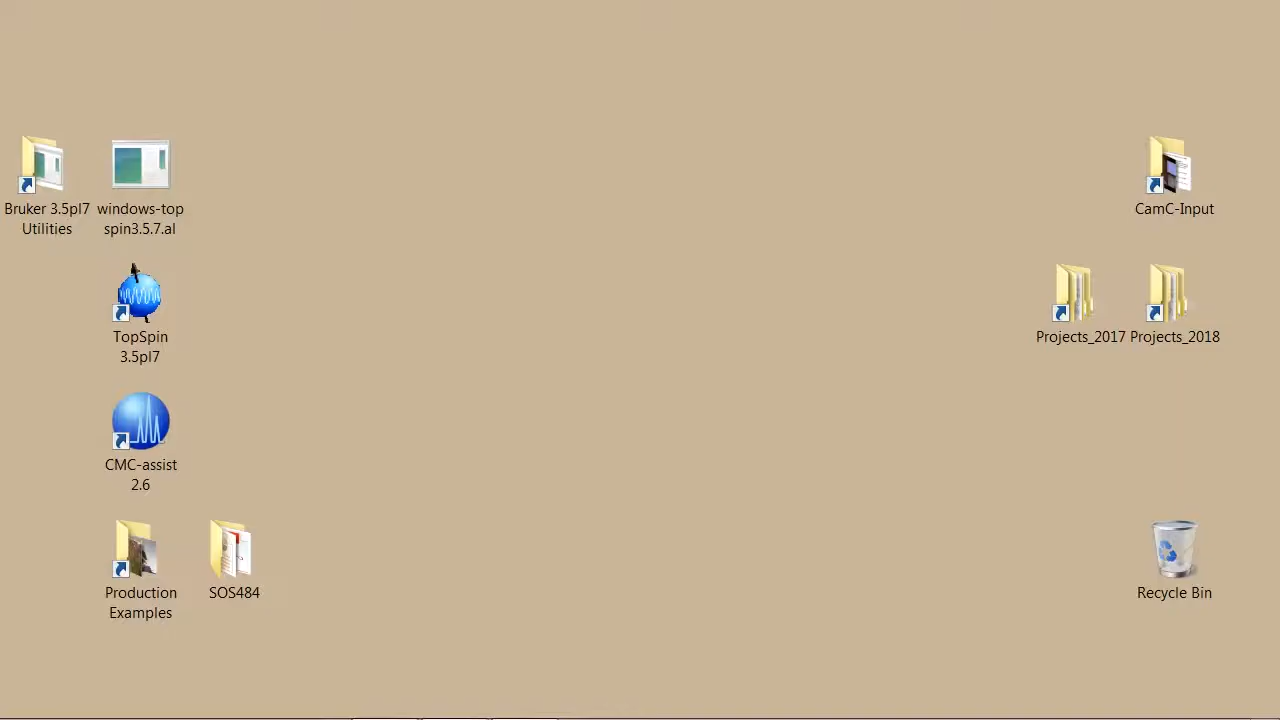 Bruker 3.5pl7
Utilities
windows-top
spin3.5.7.al
CamC-Input
TopSpin
3.5pl7
Projects_2017
Projects_2018
CMC-assist
2.6
Production
Examples
SOS484
Recycle Bin